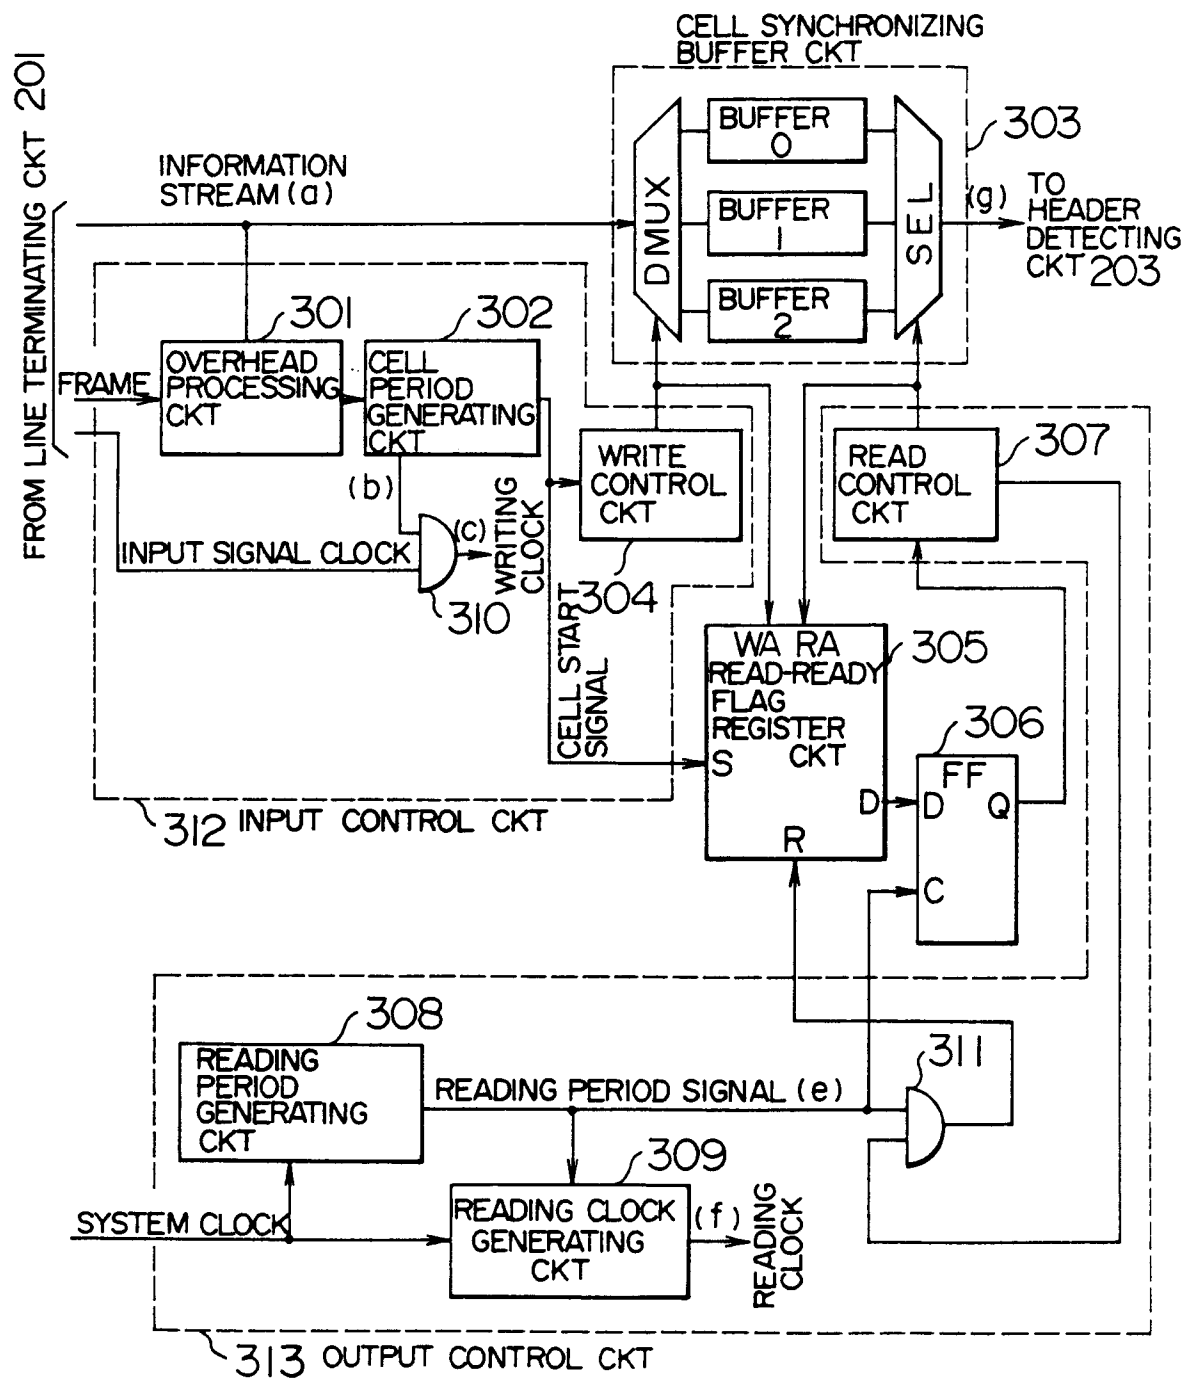 CELL SYNCHRONIZING
BUFFER CKT
FROM LINE TERMINATING CKT 201
INFORMATION
STREAM (a)
DMUX
BUFFER
0
BUFFER
1
BUFFER
2
SEL
303
(g)
TO
HEADER
DETECTING
CKT 203
301
302
FRAME
OVERHEAD
PROCESSING
CKT
CELL
PERIOD
GENERATING
CKT
WRITE
CONTROL
CKT
304
READ
CONTROL
CKT
307
(b)
(c)
WRITING
CLOCK
INPUT SIGNAL CLOCK
310
CELL START
SIGNAL
WA RA
READ-READY
FLAG
REGISTER
CKT
305
S
D
R
306
FF
D
Q
C
312 INPUT CONTROL CKT
308
READING
PERIOD
GENERATING
CKT
READING PERIOD SIGNAL (e)
311
309
SYSTEM CLOCK
READING CLOCK
GENERATING
CKT
(f)
READING
CLOCK
313 OUTPUT CONTROL CKT